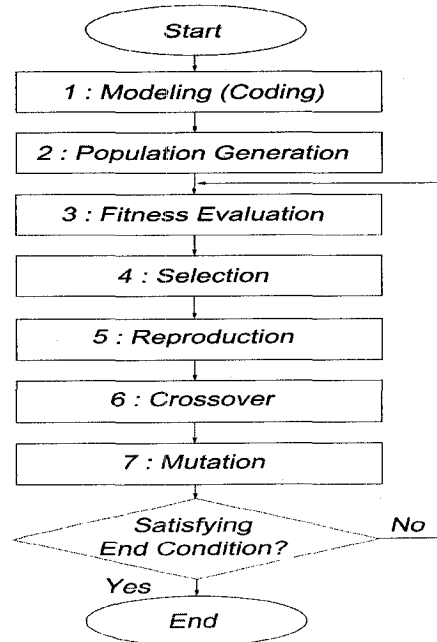 Start
1 : Modeling (Coding)
2 : Population Generation
3 : Fitness Evaluation
4 : Selection
5 : Reproduction
6 : Crossover
7 : Mutation
Satisfying
End Condition?
No
Yes
End